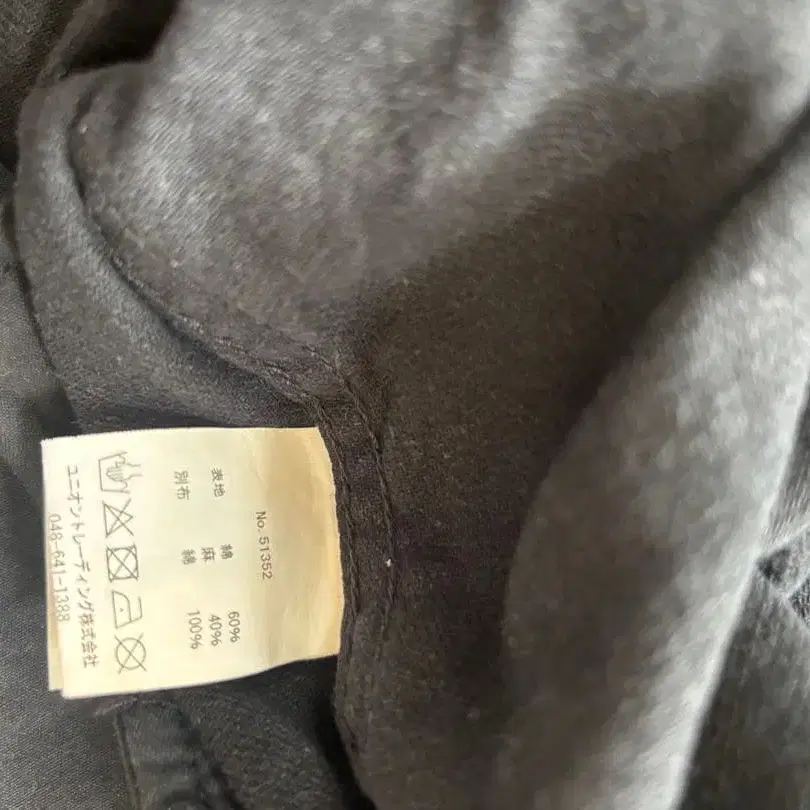 No. 51352
表地 綿 60%
麻 40%
別布 綿 100%
ユニオントレーディング株式会社
048-641-1388